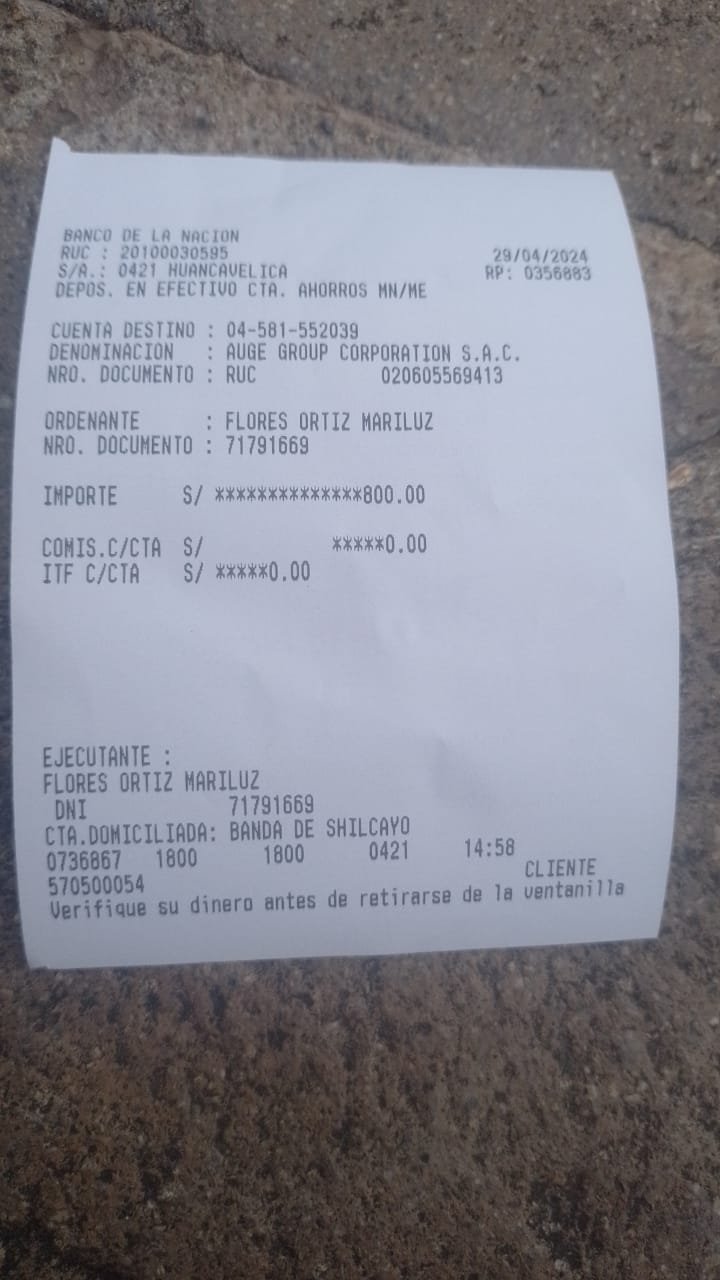 BANCO DE LA NACION
RUC : 20100030595 29/04/2024
S/A.: 0421 HUANCAVELICA RP: 0356883
DEPOS. EN EFECTIVO CTA. AHORROS MN/ME
CUENTA DESTINO : 04-581-552039
DENOMINACION : AUGE GROUP CORPORATION S.A.C.
NRO. DOCUMENTO : RUC 020605569413
ORDENANTE : FLORES ORTIZ MARILUZ
NRO. DOCUMENTO : 71791669
IMPORTE S/ **************800.00
COMIS.C/CTA S/ *****0.00
ITF C/CTA S/ *****0.00
EJECUTANTE :
FLORES ORTIZ MARILUZ
DNI 71791669
CTA.DOMICILIADA: BANDA DE SHILCAYO
0736867 1800 1800 0421 14:58
CLIENTE
570500054
Verifique su dinero antes de retirarse de la ventanilla